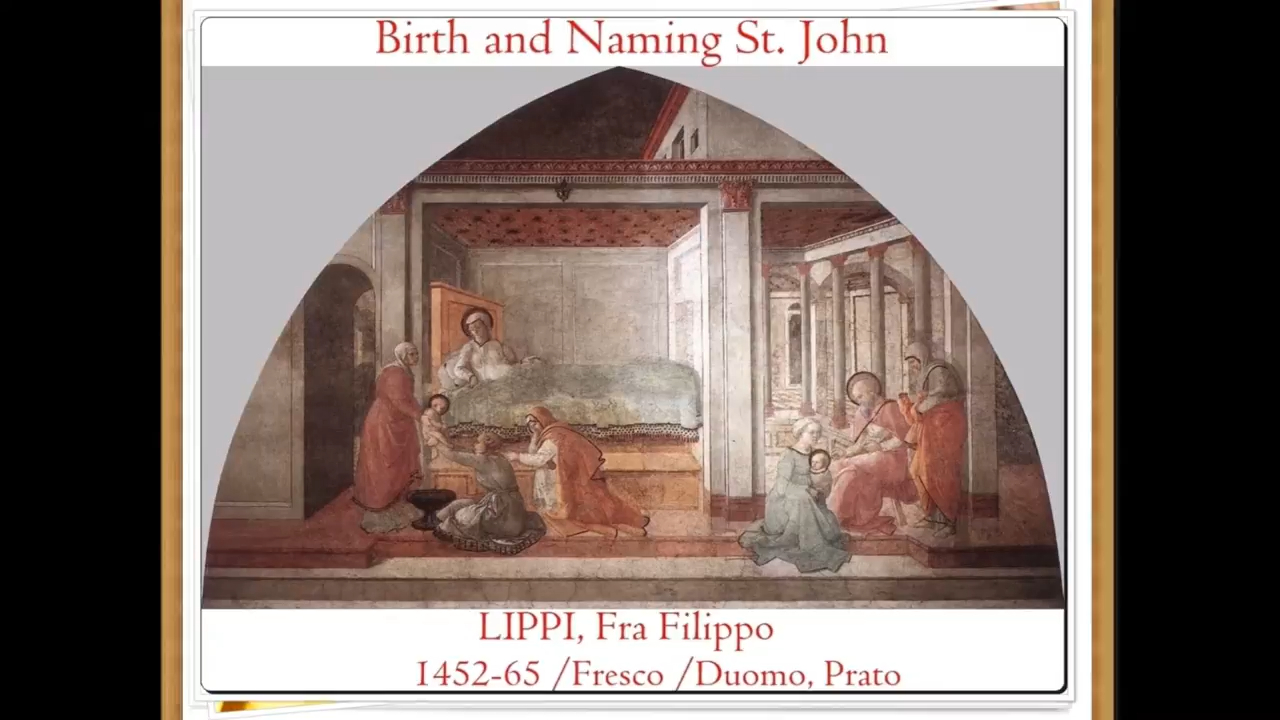 Birth and Naming St. John
LIPPI, Fra Filippo
1452-65 /Fresco /Duomo, Prato